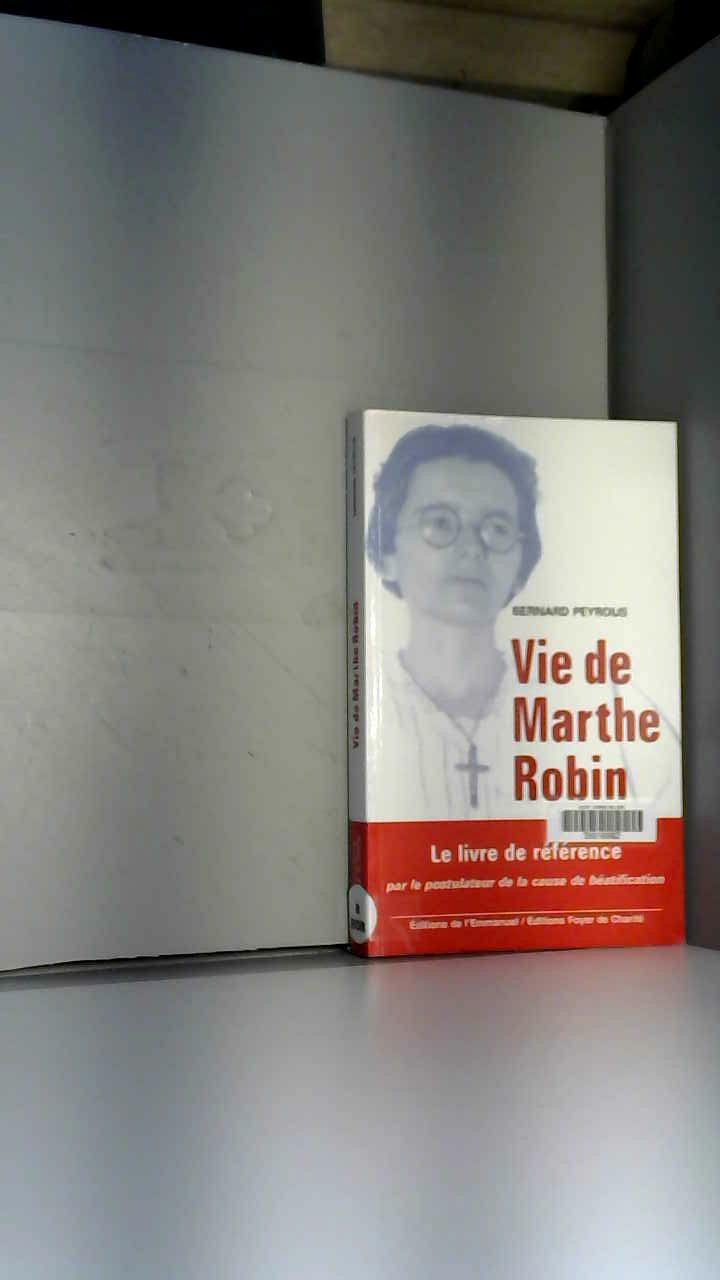 BERNARD PEYROUS
Vie de
Marthe
Robin
Le livre de référence
par le postulateur de la cause de béatification
Éditions de l'Emmanuel / Éditions Foyer de Charité
Vie de Marthe Robin